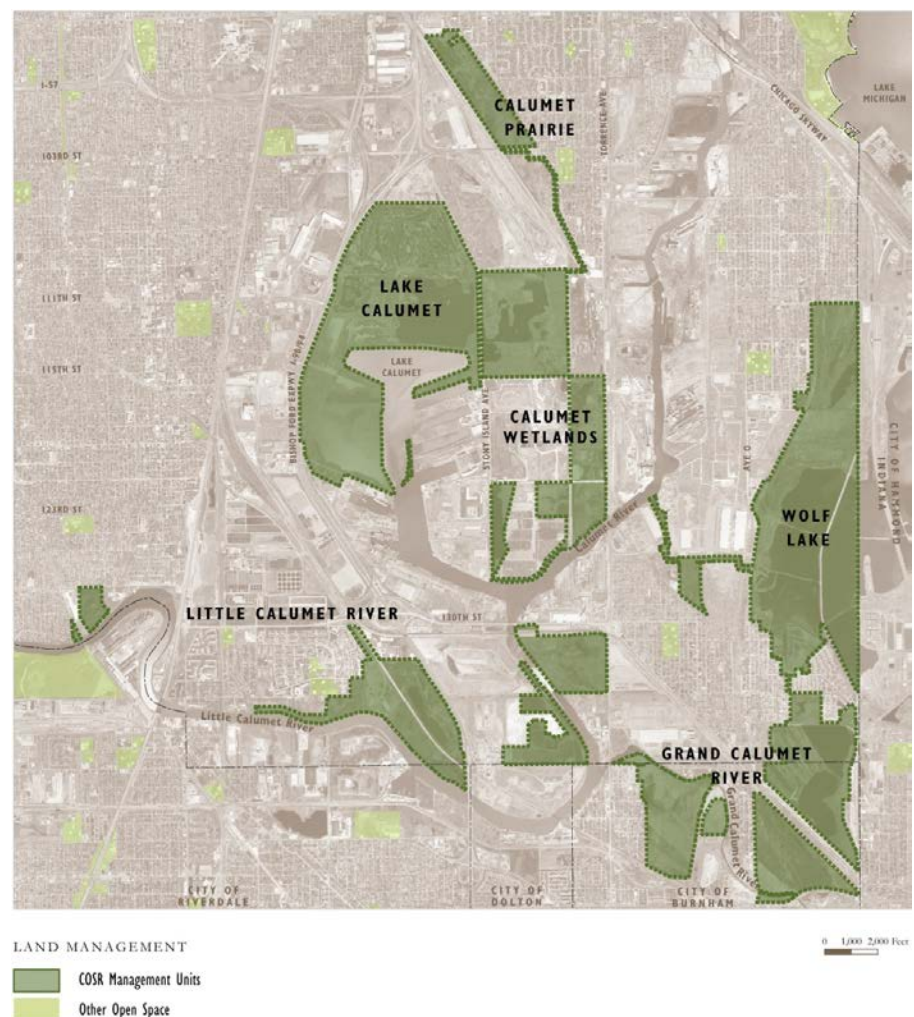 LAKE
MICHIGAN
I-57
CHICAGO SKYWAY
CALUMET
PRAIRIE
TORRENCE AVE
103RD ST
LAKE
CALUMET
111TH ST
LAKE
CALUMET
115TH ST
BISHOP FORD EXPWY I-90/94
STONY ISLAND AVE
CALUMET
WETLANDS
AVE O
CITY OF HAMMOND
INDIANA
123RD ST
WOLF
LAKE
Calumet River
LITTLE CALUMET RIVER
130TH ST
Little Calumet River
GRAND CALUMET
RIVER
Grand Calumet River
CITY OF
RIVERDALE
CITY OF
DOLTON
CITY OF
BURNHAM
LAND MANAGEMENT
0 1,000 2,000 Feet
COSR Management Units
Other Open Space